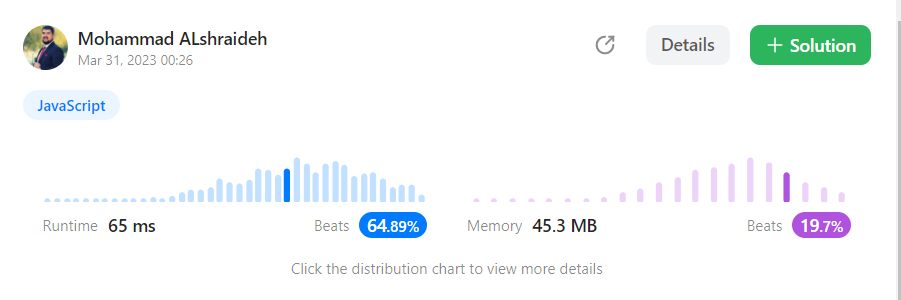 Mohammad ALshraideh
Mar 31, 2023 00:26
Details
+ Solution
JavaScript
Runtime 65 ms
Beats 64.89%
Memory 45.3 MB
Beats 19.7%
Click the distribution chart to view more details